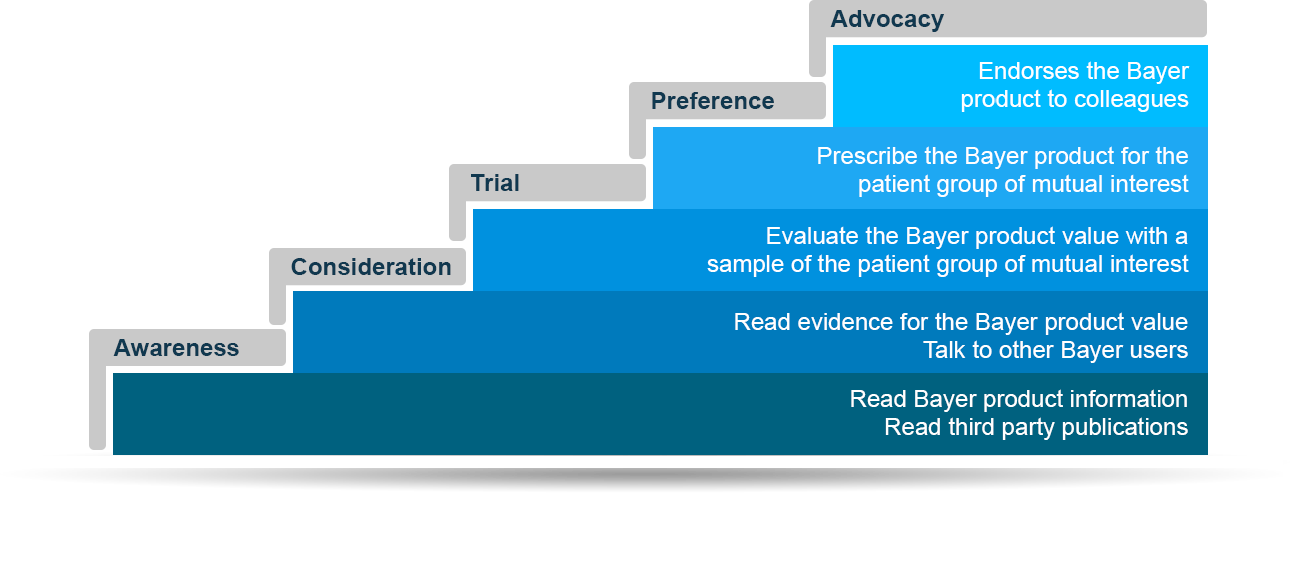 Advocacy
Endorses the Bayer
product to colleagues
Preference
Prescribe the Bayer product for the
patient group of mutual interest
Trial
Evaluate the Bayer product value with a
sample of the patient group of mutual interest
Consideration
Read evidence for the Bayer product value
Talk to other Bayer users
Awareness
Read Bayer product information
Read third party publications